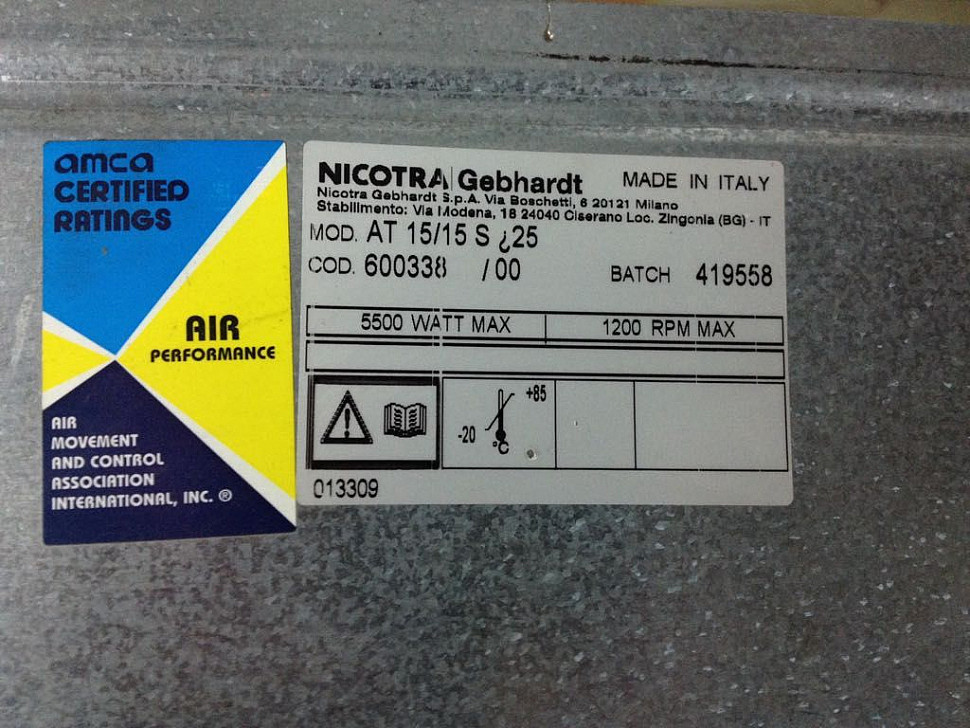 amca
CERTIFIED
RATINGS
AIR
PERFORMANCE
AIR
MOVEMENT
AND CONTROL
ASSOCIATION
INTERNATIONAL, INC. ®
NICOTRA|Gebhardt MADE IN ITALY
Nicotra Gebhardt S.p.A. Via Boschetti, 6 20121 Milano
Stabilimento: Via Modena, 18 24040 Ciserano Loc. Zingonia (BG) - IT
MOD. AT 15/15 S ¿25
COD. 600338 /00 BATCH 419558
5500 WATT MAX 1200 RPM MAX
+85
-20
°C
013309